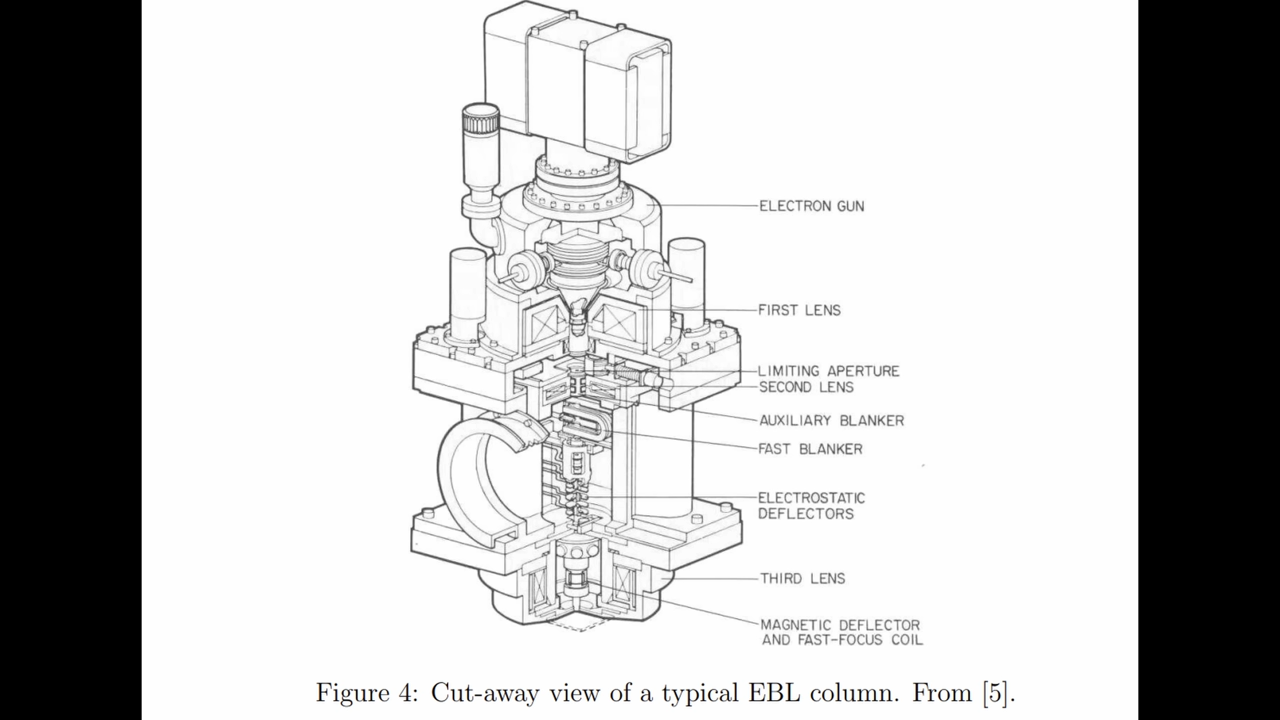 ELECTRON GUN
FIRST LENS
LIMITING APERTURE
SECOND LENS
AUXILIARY BLANKER
FAST BLANKER
ELECTROSTATIC
DEFLECTORS
THIRD LENS
MAGNETIC DEFLECTOR
AND FAST-FOCUS COIL
Figure 4: Cut-away view of a typical EBL column. From [5].